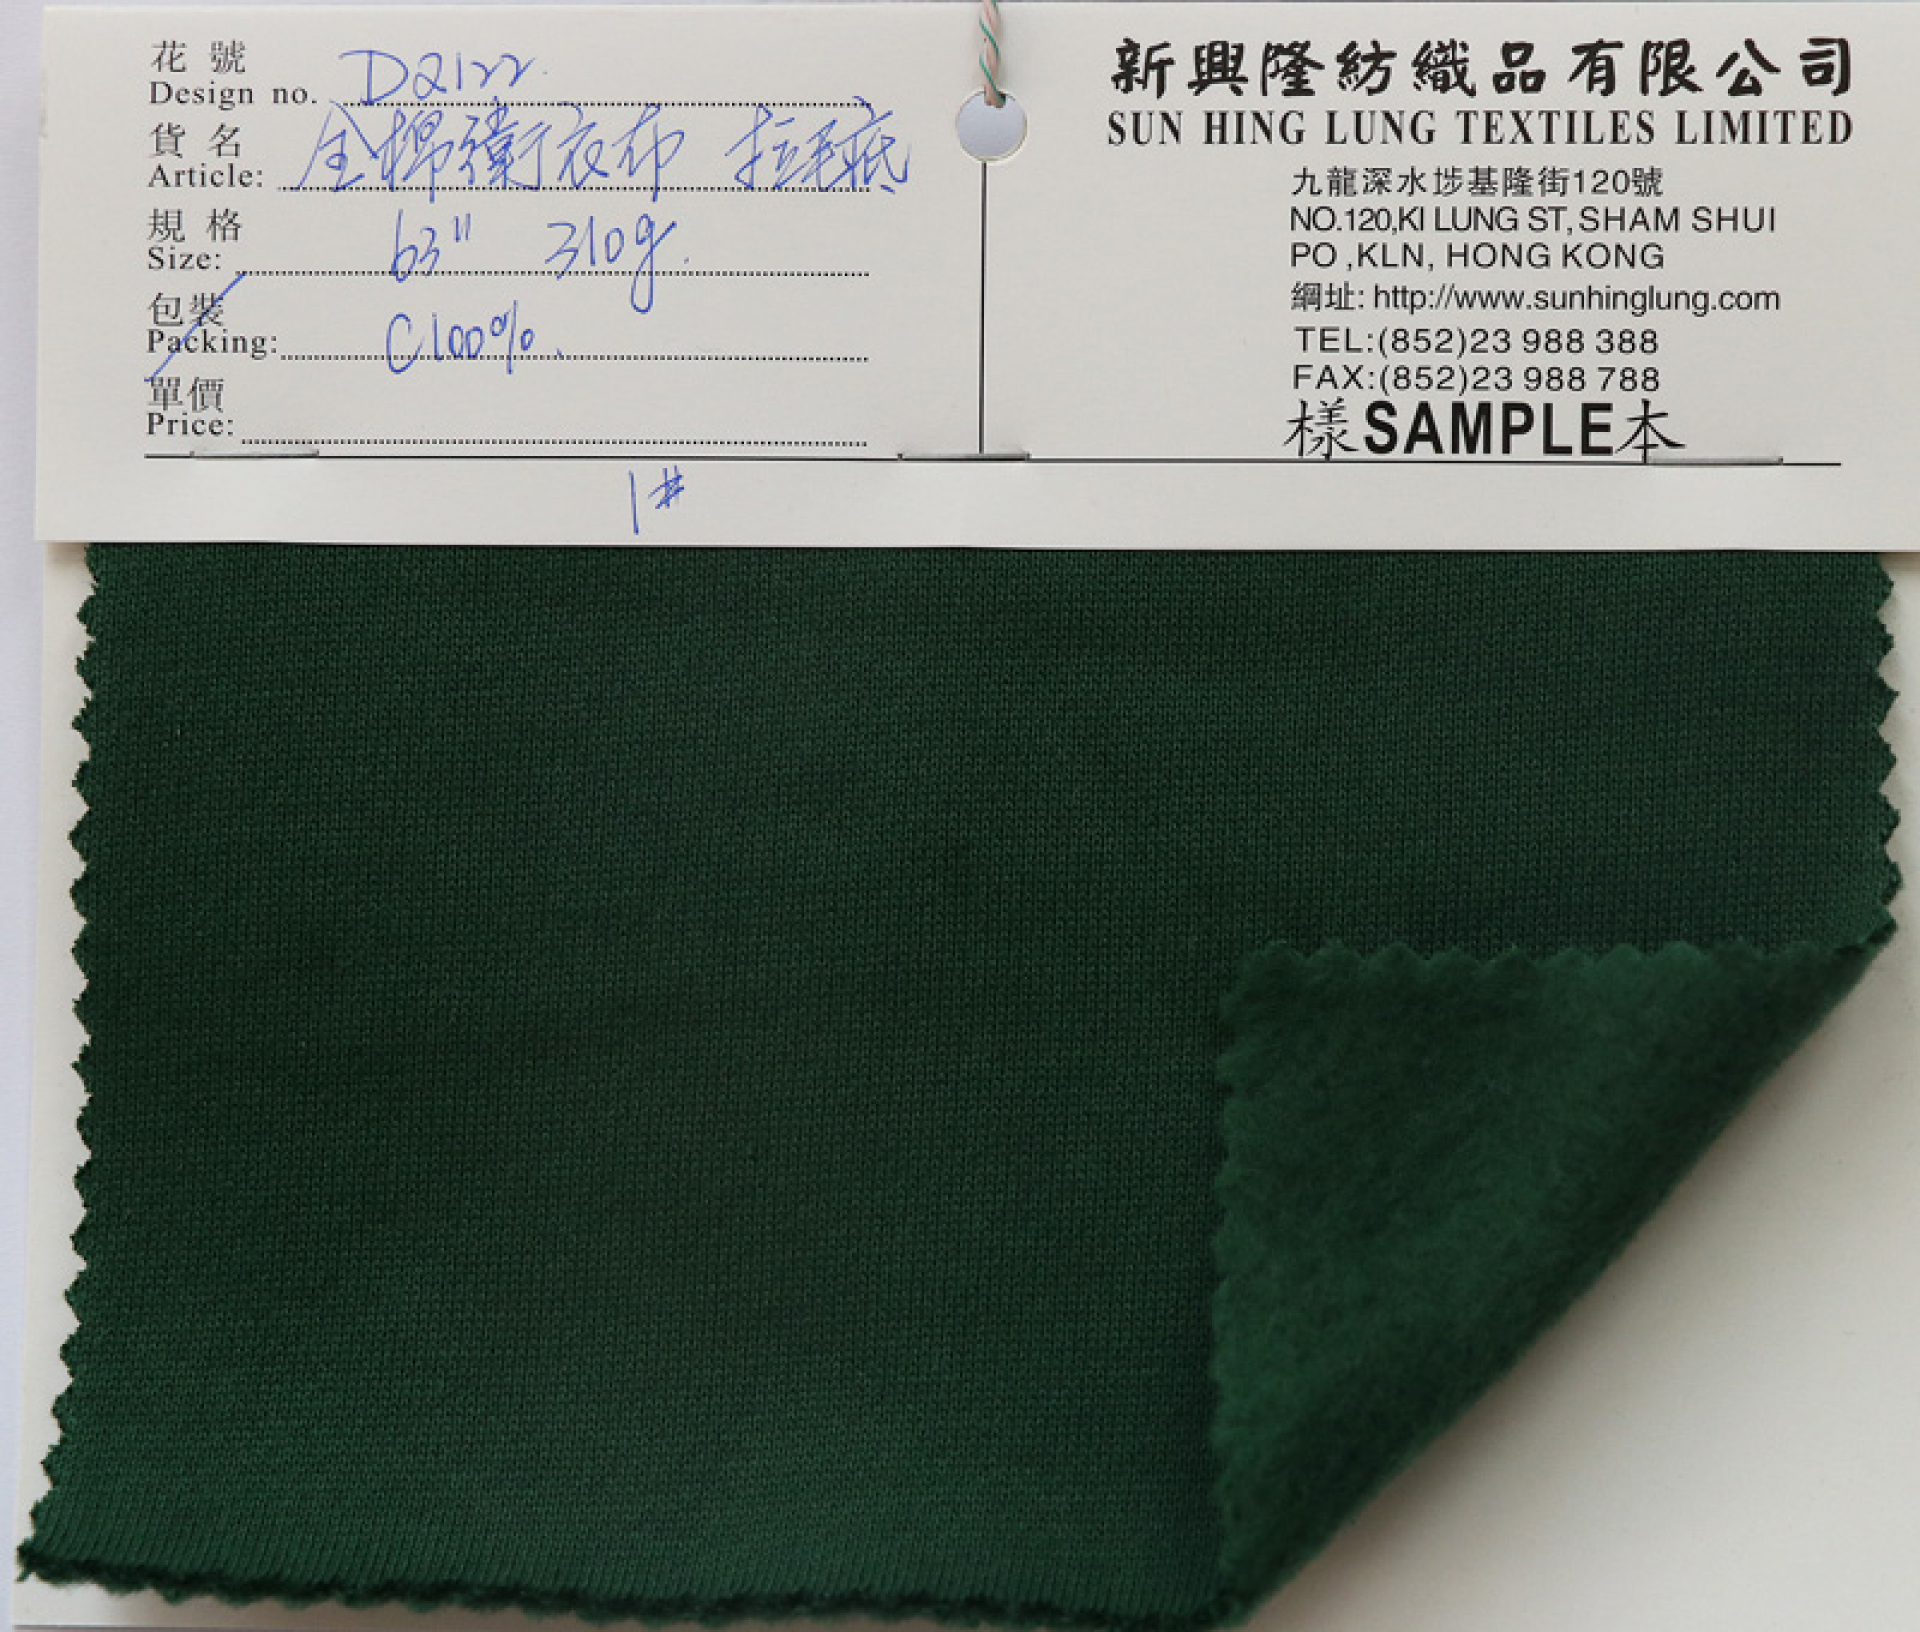 花 號
Design no. D2122.
貨 名
Article: 全棉衛衣布 拉毛底
規 格
Size: 63" 310g.
包裝
Packing: C100%.
單價
Price:
1#
新興隆紡織品有限公司
SUN HING LUNG TEXTILES LIMITED
九龍深水埗基隆街120號
NO.120,KI LUNG ST,SHAM SHUI
PO ,KLN, HONG KONG
網址: http://www.sunhinglung.com
TEL:(852)23 988 388
FAX:(852)23 988 788
樣SAMPLE本